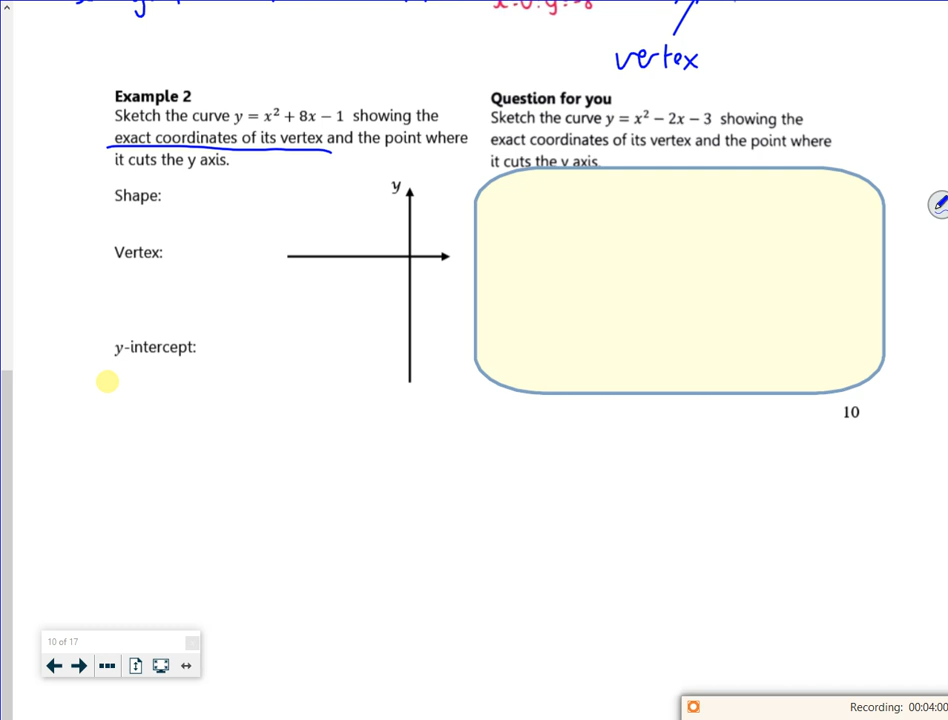 vertex
Example 2
Sketch the curve y = x² + 8x − 1 showing the
exact coordinates of its vertex and the point where
it cuts the y axis.
Shape:
Vertex:
y-intercept:
y
Question for you
Sketch the curve y = x² − 2x − 3 showing the
exact coordinates of its vertex and the point where
it cuts the y axis.
10
10 of 17
Recording: 00:04:00